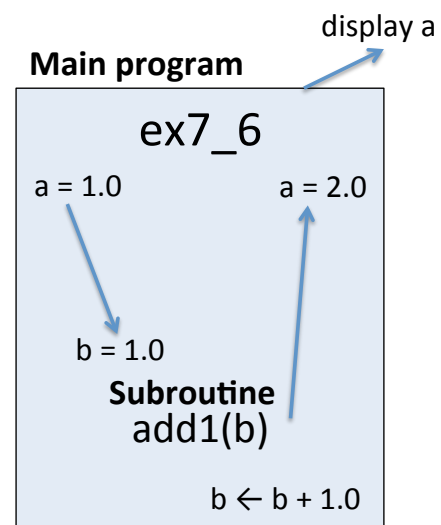 display a
Main program
ex7_6
a = 1.0
a = 2.0
b = 1.0
Subroutine
add1(b)
b ← b + 1.0